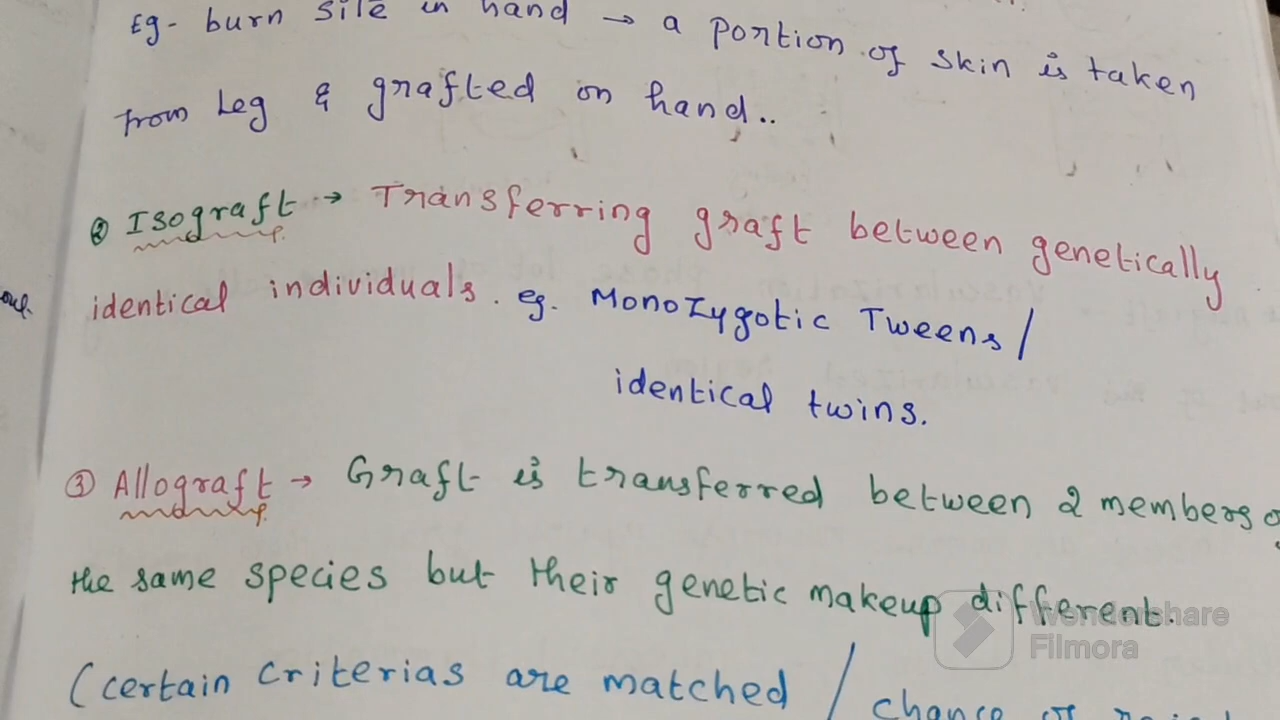 Eg- burn site in hand → a portion of skin is taken
from Leg & grafted on hand..
② Isograft → Transferring graft between genetically
identical individuals. eg. MonoZygotic Tweens /
identical twins.
③ Allograft → Graft is transferred between 2 members
the same species but their genetic makeup different.
(certain criterias are matched / chance of
Wondershare
Filmora